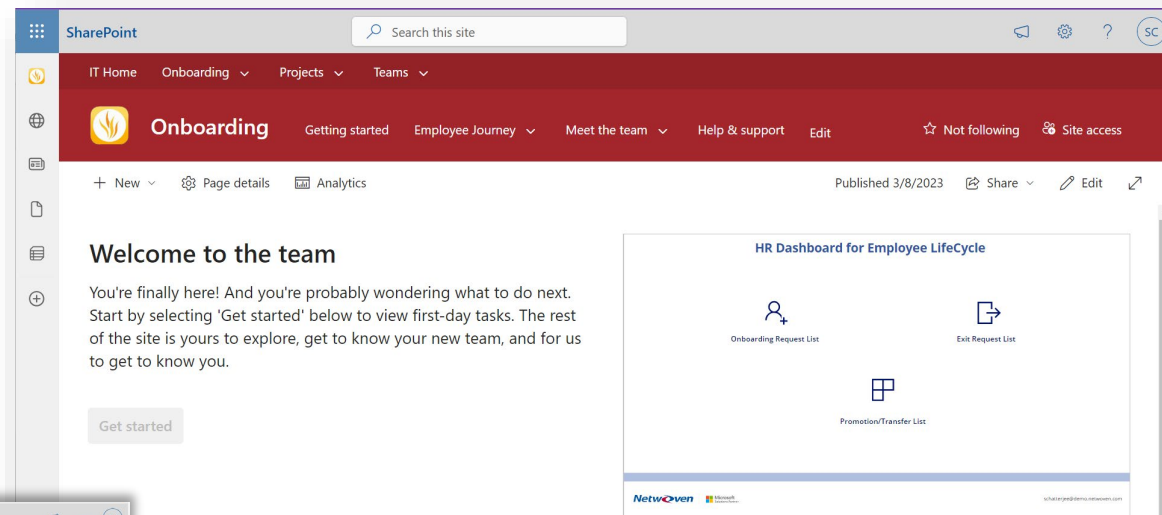 SharePoint
Search this site
?
SC
IT Home Onboarding Projects Teams
Onboarding Getting started Employee Journey Meet the team Help & support Edit Not following Site access
+ New Page details Analytics Published 3/8/2023 Share Edit
Welcome to the team
You're finally here! And you're probably wondering what to do next.
Start by selecting 'Get started' below to view first-day tasks. The rest
of the site is yours to explore, get to know your new team, and for us
to get to know you.
Get started
HR Dashboard for Employee LifeCycle
Onboarding Request List
Exit Request List
Promotion/Transfer List
Netwoven
Microsoft
schatterjee@demo.netwoven.com